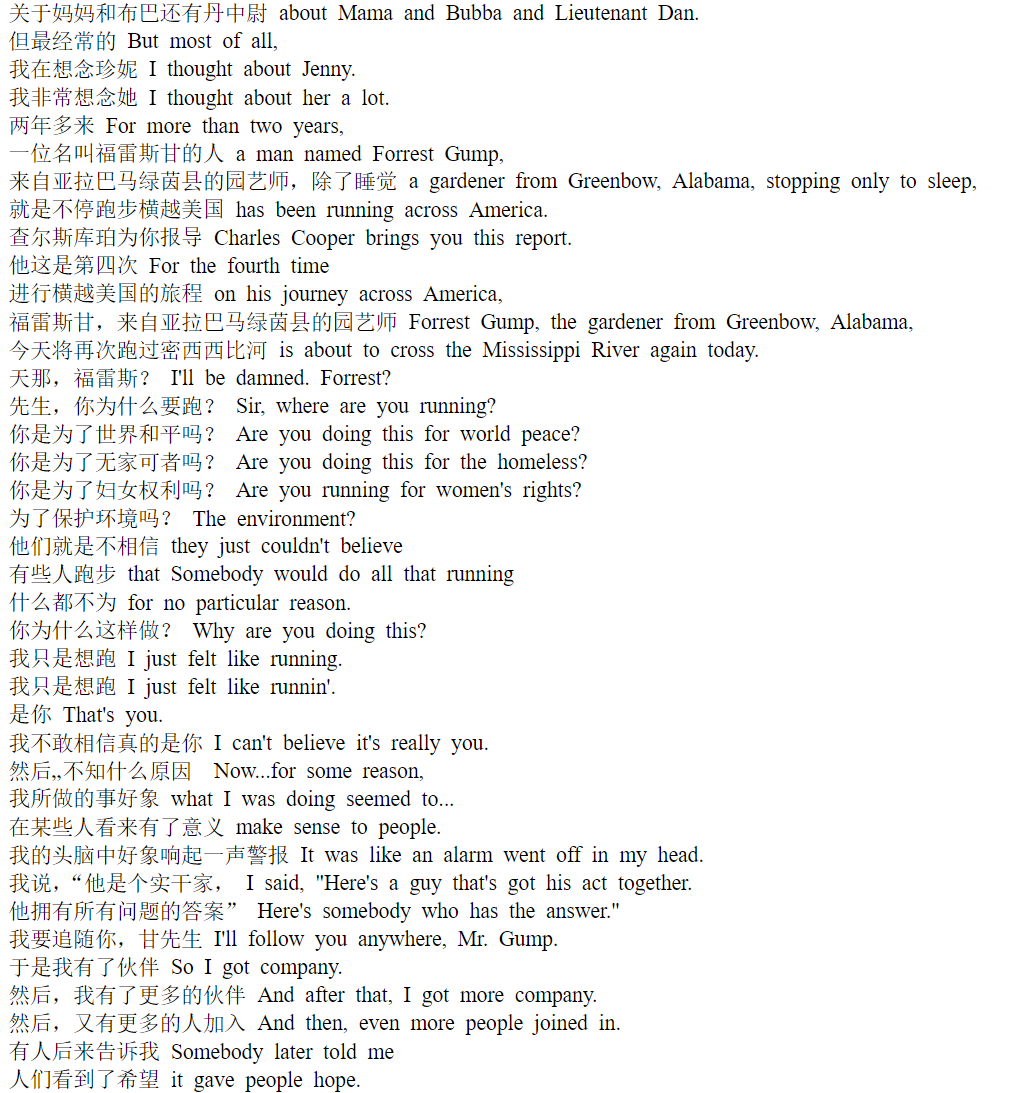 关于妈妈和布巴还有丹中尉 about Mama and Bubba and Lieutenant Dan.
但最经常的 But most of all,
我在想念珍妮 I thought about Jenny.
我非常想念她 I thought about her a lot.
两年多来 For more than two years,
一位名叫福雷斯甘的人 a man named Forrest Gump,
来自亚拉巴马绿茵县的园艺师，除了睡觉 a gardener from Greenbow, Alabama, stopping only to sleep,
就是不停跑步横越美国 has been running across America.
查尔斯库珀为你报导 Charles Cooper brings you this report.
他这是第四次 For the fourth time
进行横越美国的旅程 on his journey across America,
福雷斯甘，来自亚拉巴马绿茵县的园艺师 Forrest Gump, the gardener from Greenbow, Alabama,
今天将再次跑过密西西比河 is about to cross the Mississippi River again today.
天那，福雷斯？ I'll be damned. Forrest?
先生，你为什么要跑？ Sir, where are you running?
你是为了世界和平吗？ Are you doing this for world peace?
你是为了无家可者吗？ Are you doing this for the homeless?
你是为了妇女权利吗？ Are you running for women's rights?
为了保护环境吗？ The environment?
他们就是不相信 they just couldn't believe
有些人跑步 that Somebody would do all that running
什么都不为 for no particular reason.
你为什么这样做？ Why are you doing this?
我只是想跑 I just felt like running.
我只是想跑 I just felt like runnin'.
是你 That's you.
我不敢相信真的是你 I can't believe it's really you.
然后„不知什么原因 Now...for some reason,
我所做的事好象 what I was doing seemed to...
在某些人看来有了意义 make sense to people.
我的头脑中好象响起一声警报 It was like an alarm went off in my head.
我说，“他是个实干家， I said, "Here's a guy that's got his act together.
他拥有所有问题的答案” Here's somebody who has the answer."
我要追随你，甘先生 I'll follow you anywhere, Mr. Gump.
于是我有了伙伴 So I got company.
然后，我有了更多的伙伴 And after that, I got more company.
然后，又有更多的人加入 And then, even more people joined in.
有人后来告诉我 Somebody later told me
人们看到了希望 it gave people hope.